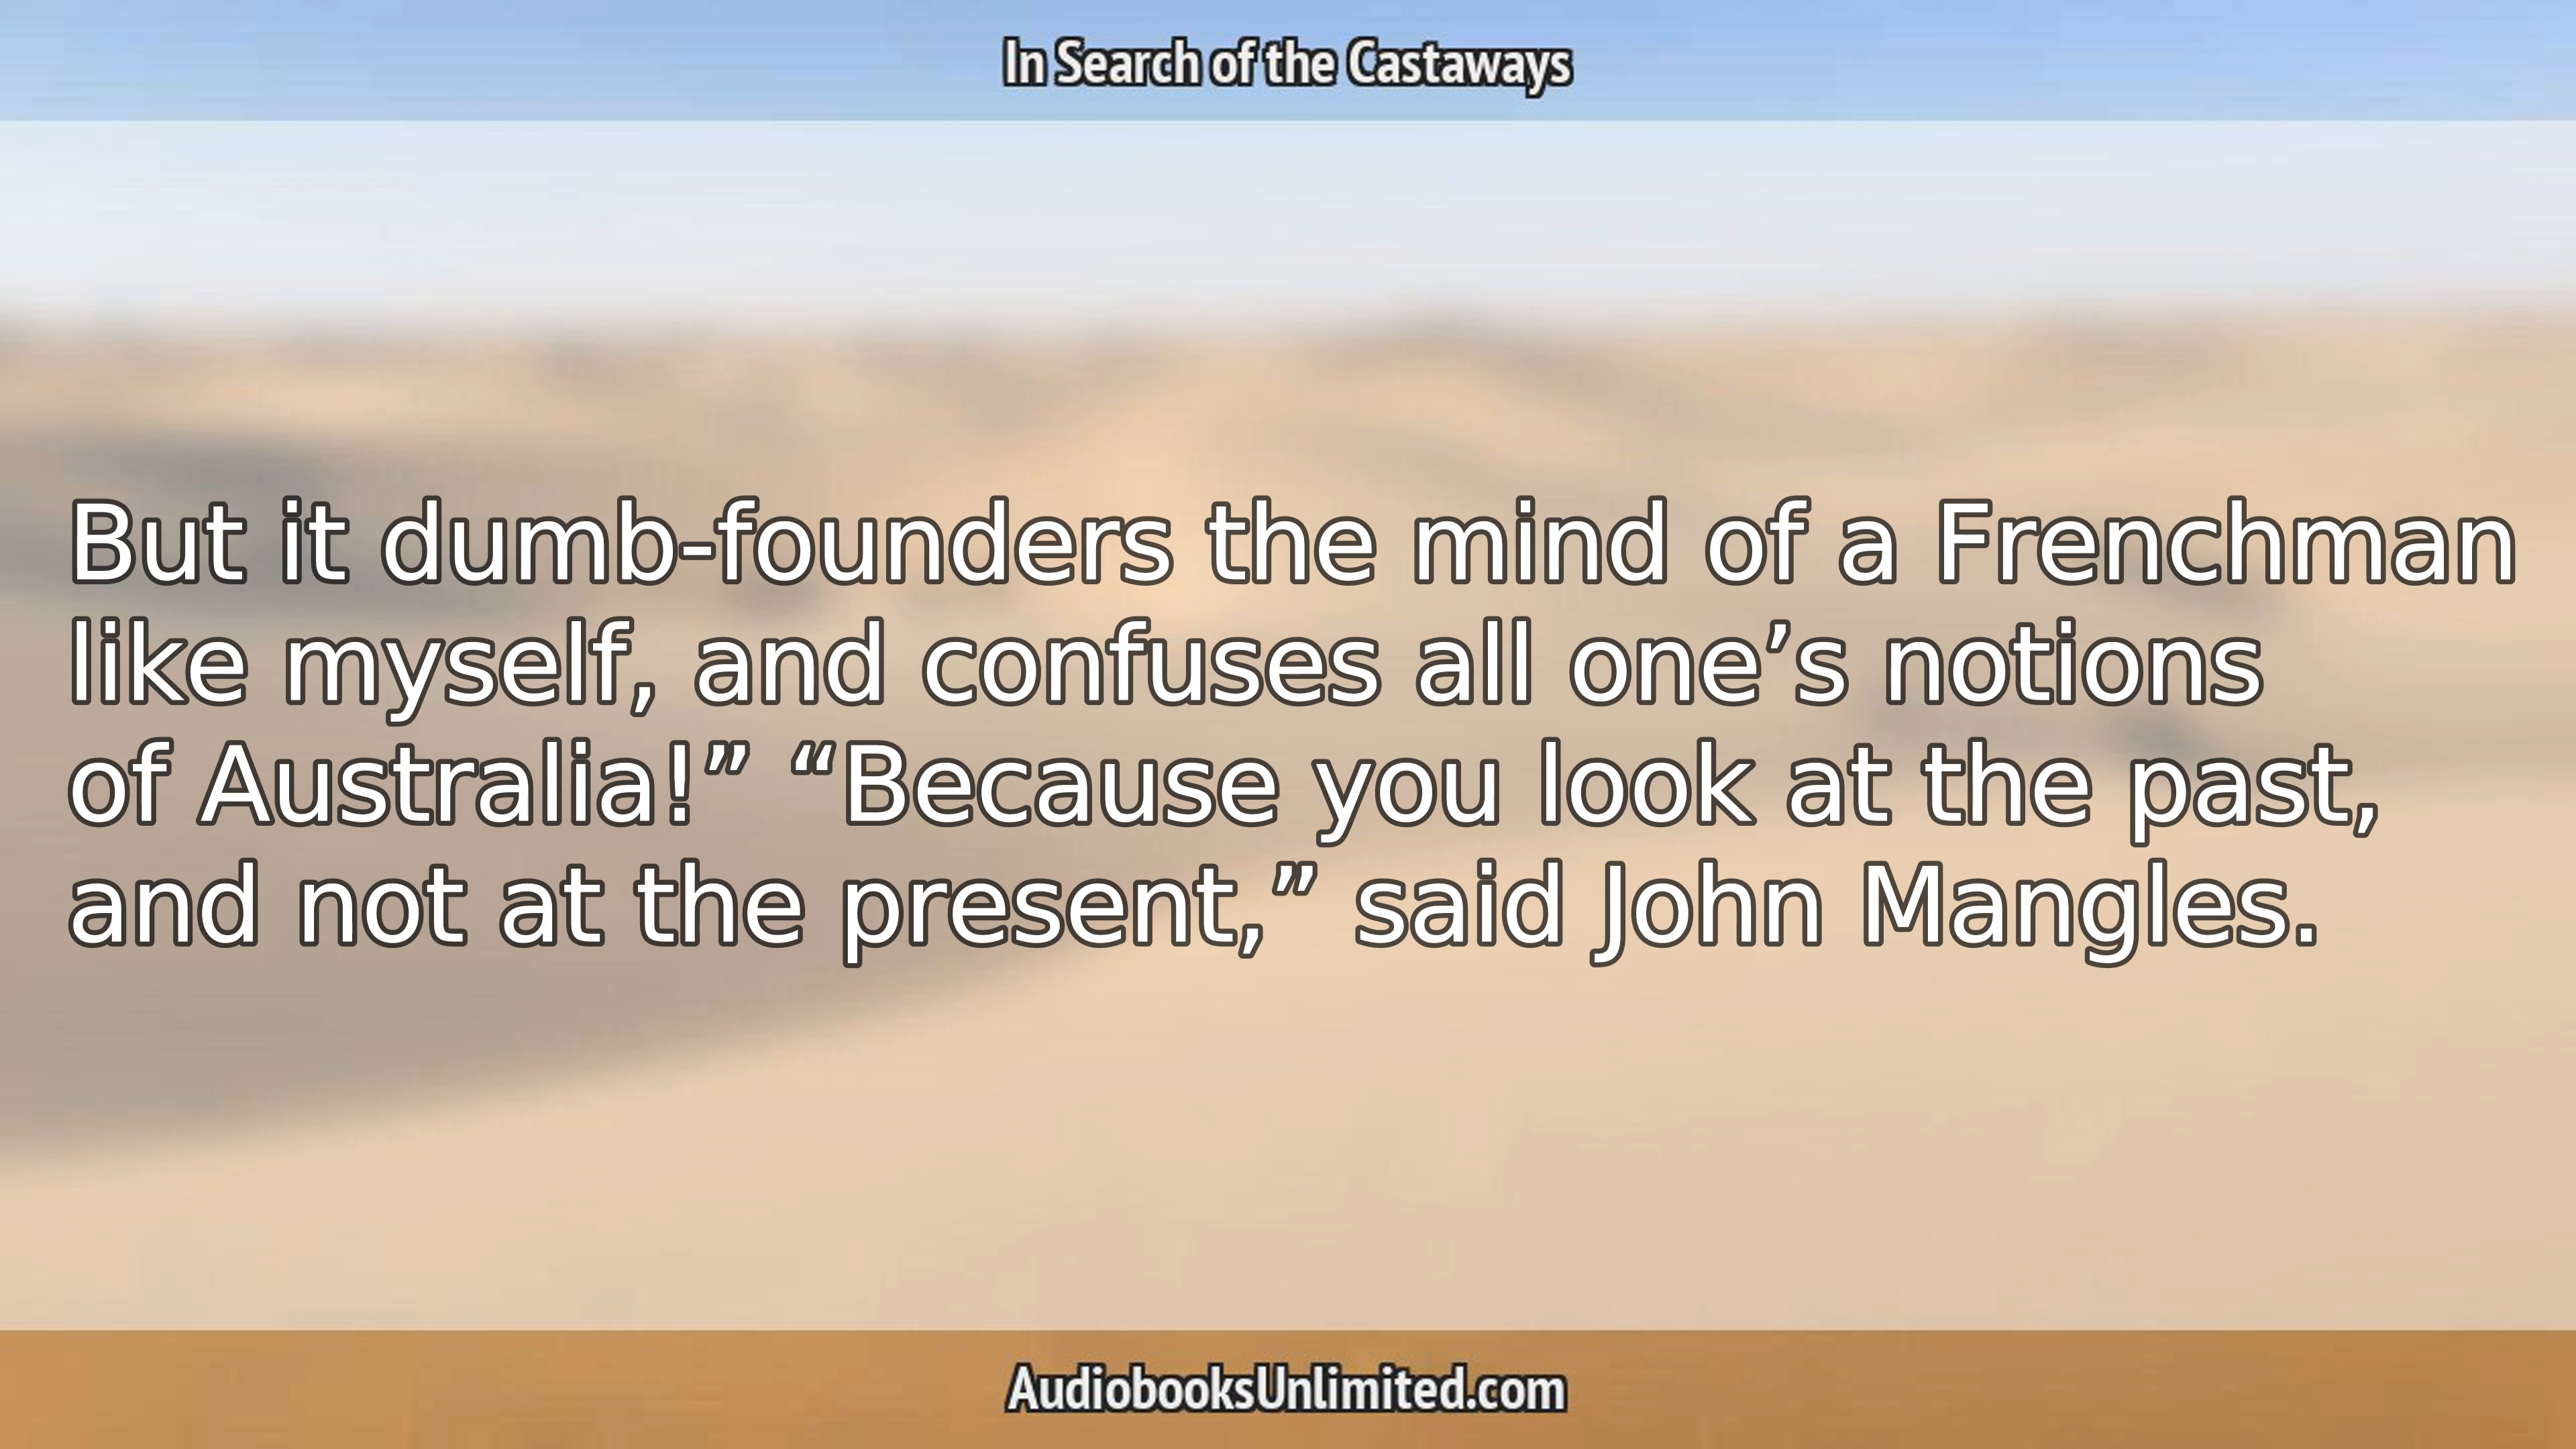 In Search of the Castaways
But it dumb-founders the mind of a Frenchman
like myself, and confuses all one’s notions
of Australia!” “Because you look at the past,
and not at the present,” said John Mangles.
AudiobooksUnlimited.com